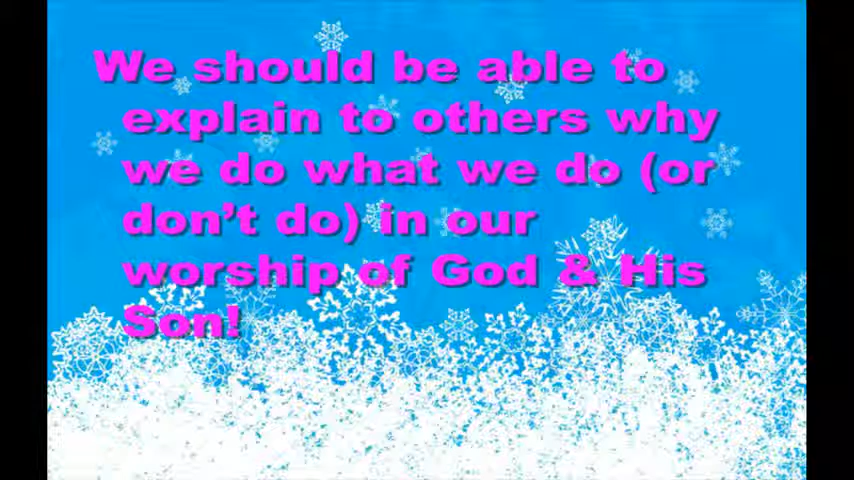 We should be able to
explain to others why
we do what we do (or
don’t do) in our
worship of God & His
Son!